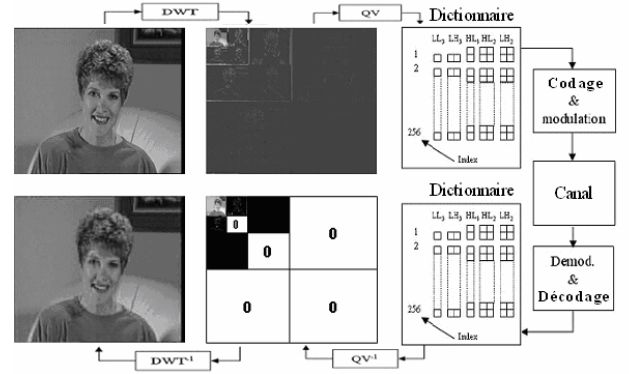 DWT
QV
Dictionnaire
LL3 LH3 HL3 HL2 LH2
1
2
256
Index
Codage
&
modulation
Canal
Demod.
&
Décodage
Dictionnaire
LL3 LH3 HL3 HL2 LH2
1
2
256
Index
0
0
0
0
0
DWT-1
QV-1